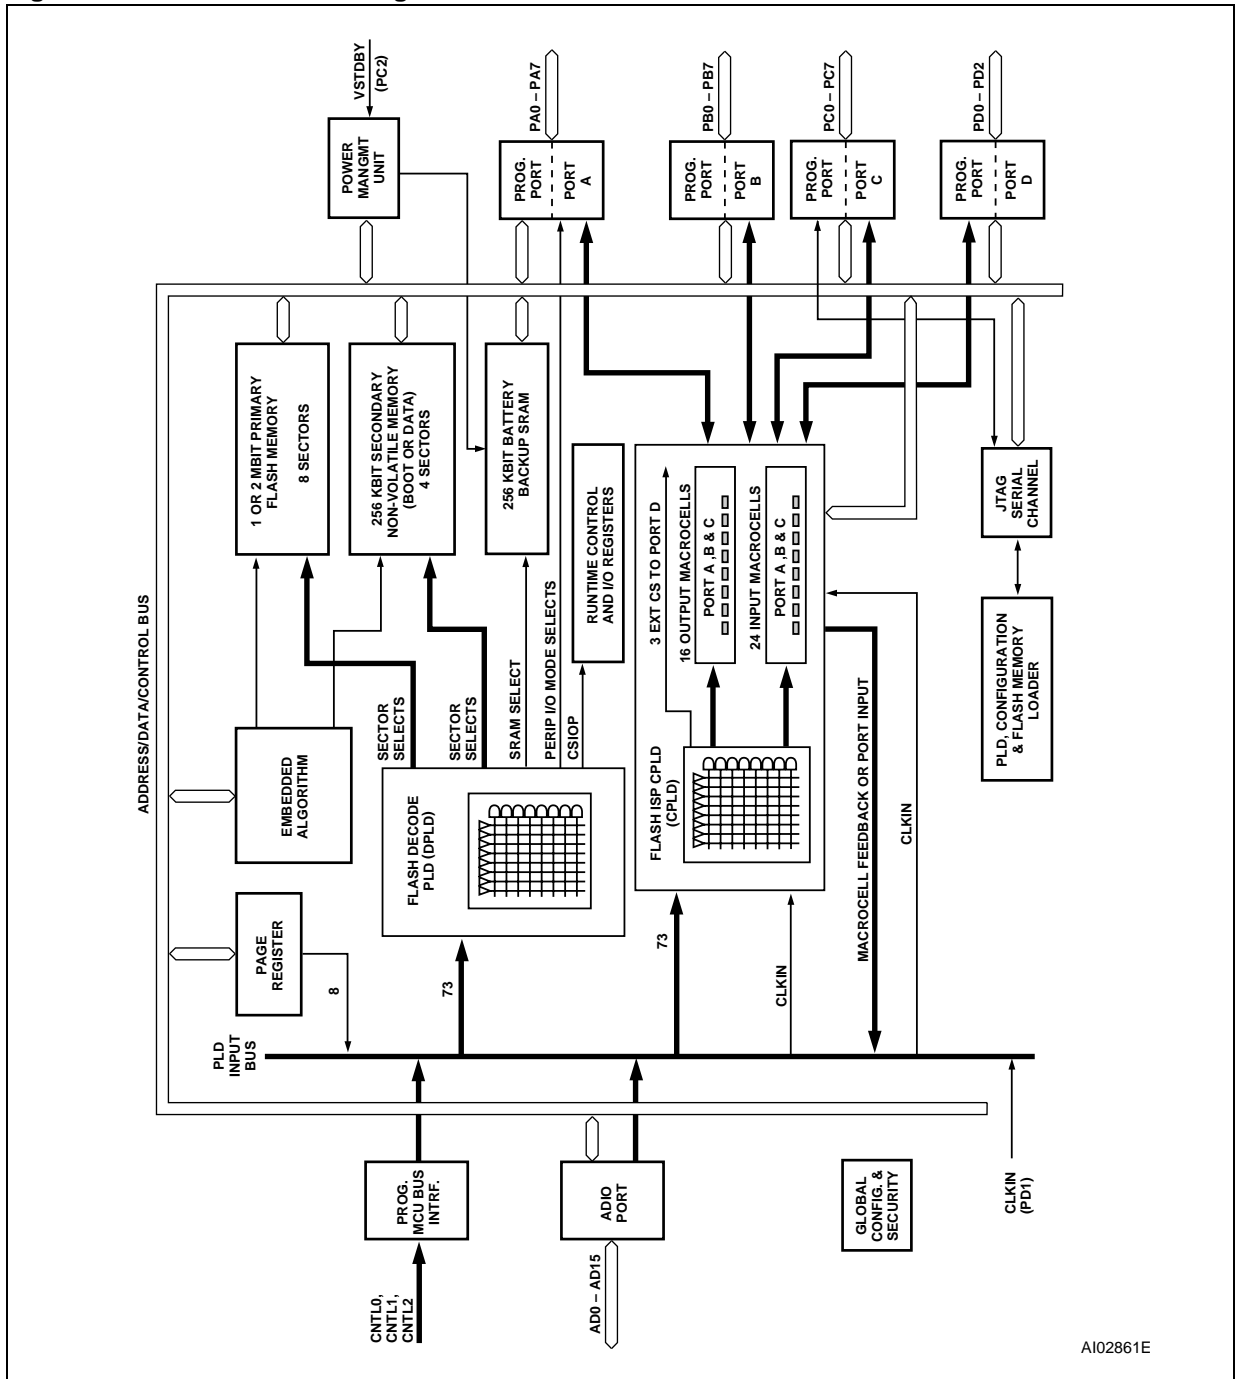 VSTDBY
(PC2)
PA0 – PA7
PB0 – PB7
PC0 – PC7
PD0 – PD2
POWER
MANGMT
UNIT
PROG.
PORT
PORT
A
PROG.
PORT
PORT
B
PROG.
PORT
PORT
C
PROG.
PORT
PORT
D
ADDRESS/DATA/CONTROL BUS
1 OR 2 MBIT PRIMARY
FLASH MEMORY
8 SECTORS
256 KBIT SECONDARY
NON-VOLATILE MEMORY
(BOOT OR DATA)
4 SECTORS
256 KBIT BATTERY
BACKUP SRAM
RUNTIME CONTROL
AND I/O REGISTERS
3 EXT CS TO PORT D
16 OUTPUT MACROCELLS
PORT A ,B & C
24 INPUT MACROCELLS
PORT A ,B & C
JTAG
SERIAL
CHANNEL
PLD, CONFIGURATION
& FLASH MEMORY
LOADER
EMBEDDED
ALGORITHM
SECTOR
SELECTS
SECTOR
SELECTS
SRAM SELECT
PERIP I/O MODE SELECTS
CSIOP
FLASH DECODE
PLD (DPLD)
FLASH ISP CPLD
(CPLD)
MACROCELL FEEDBACK OR PORT INPUT
CLKIN
PAGE
REGISTER
8
73
73
CLKIN
PLD
INPUT
BUS
PROG.
MCU BUS
INTRF.
ADIO
PORT
GLOBAL
CONFIG. &
SECURITY
CLKIN
(PD1)
CNTL0,
CNTL1,
CNTL2
AD0 – AD15
AI02861E